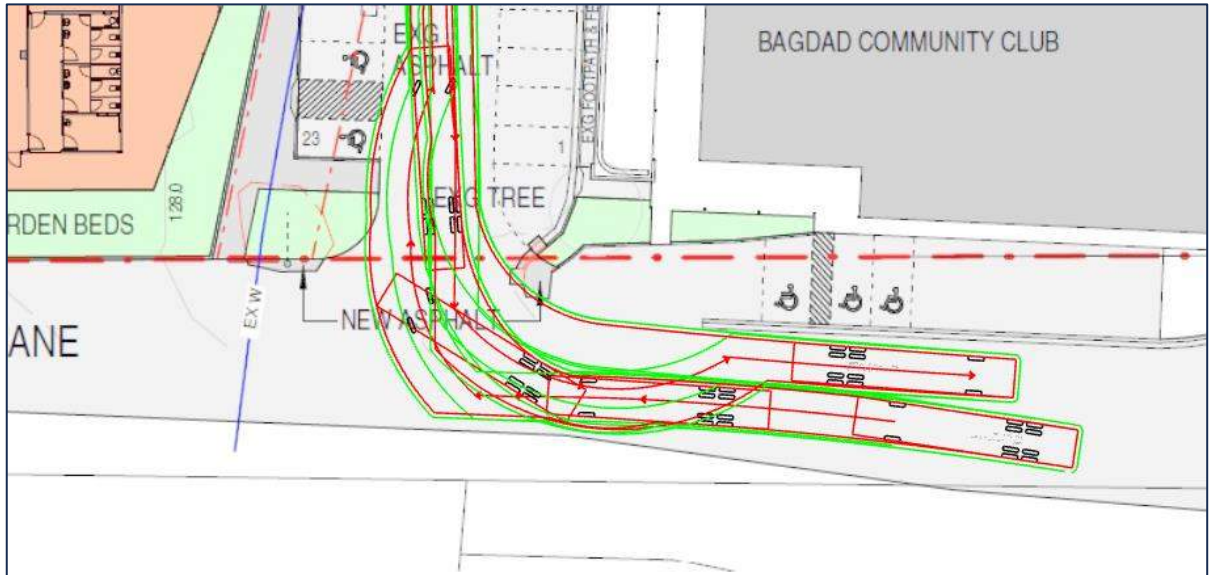 EXG
ASPHALT
BAGDAD COMMUNITY CLUB
EXG FOOTPATH & FE
23
1
128.0
EXG TREE
RDEN BEDS
EX W
NEW ASPHALT
ANE